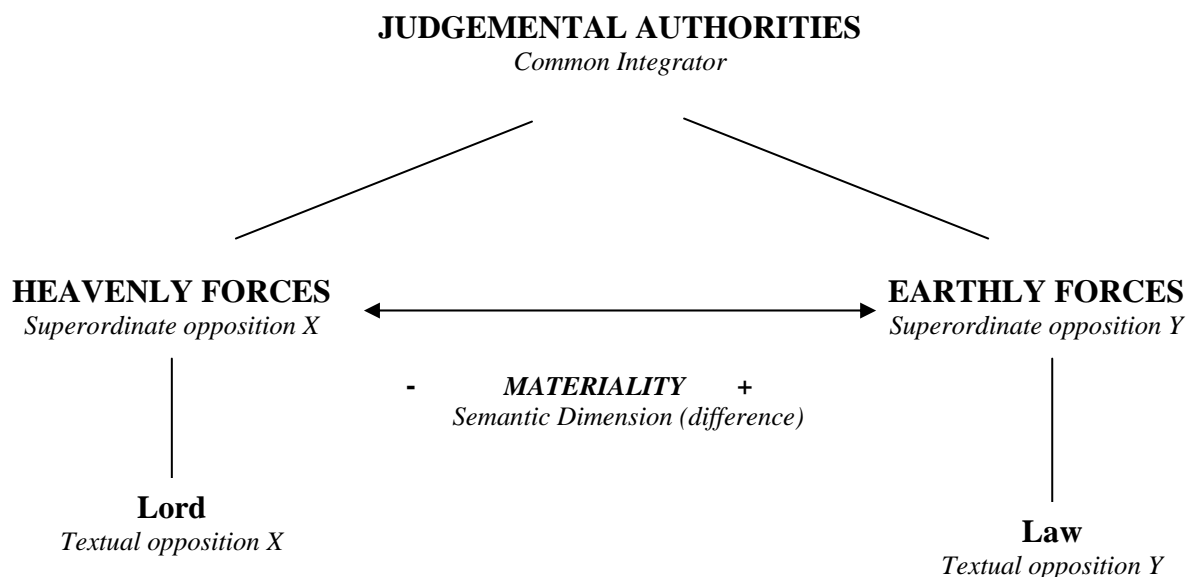 JUDGEMENTAL AUTHORITIES
Common Integrator
HEAVENLY FORCES
Superordinate opposition X
EARTHLY FORCES
Superordinate opposition Y
- MATERIALITY +
Semantic Dimension (difference)
Lord
Textual opposition X
Law
Textual opposition Y